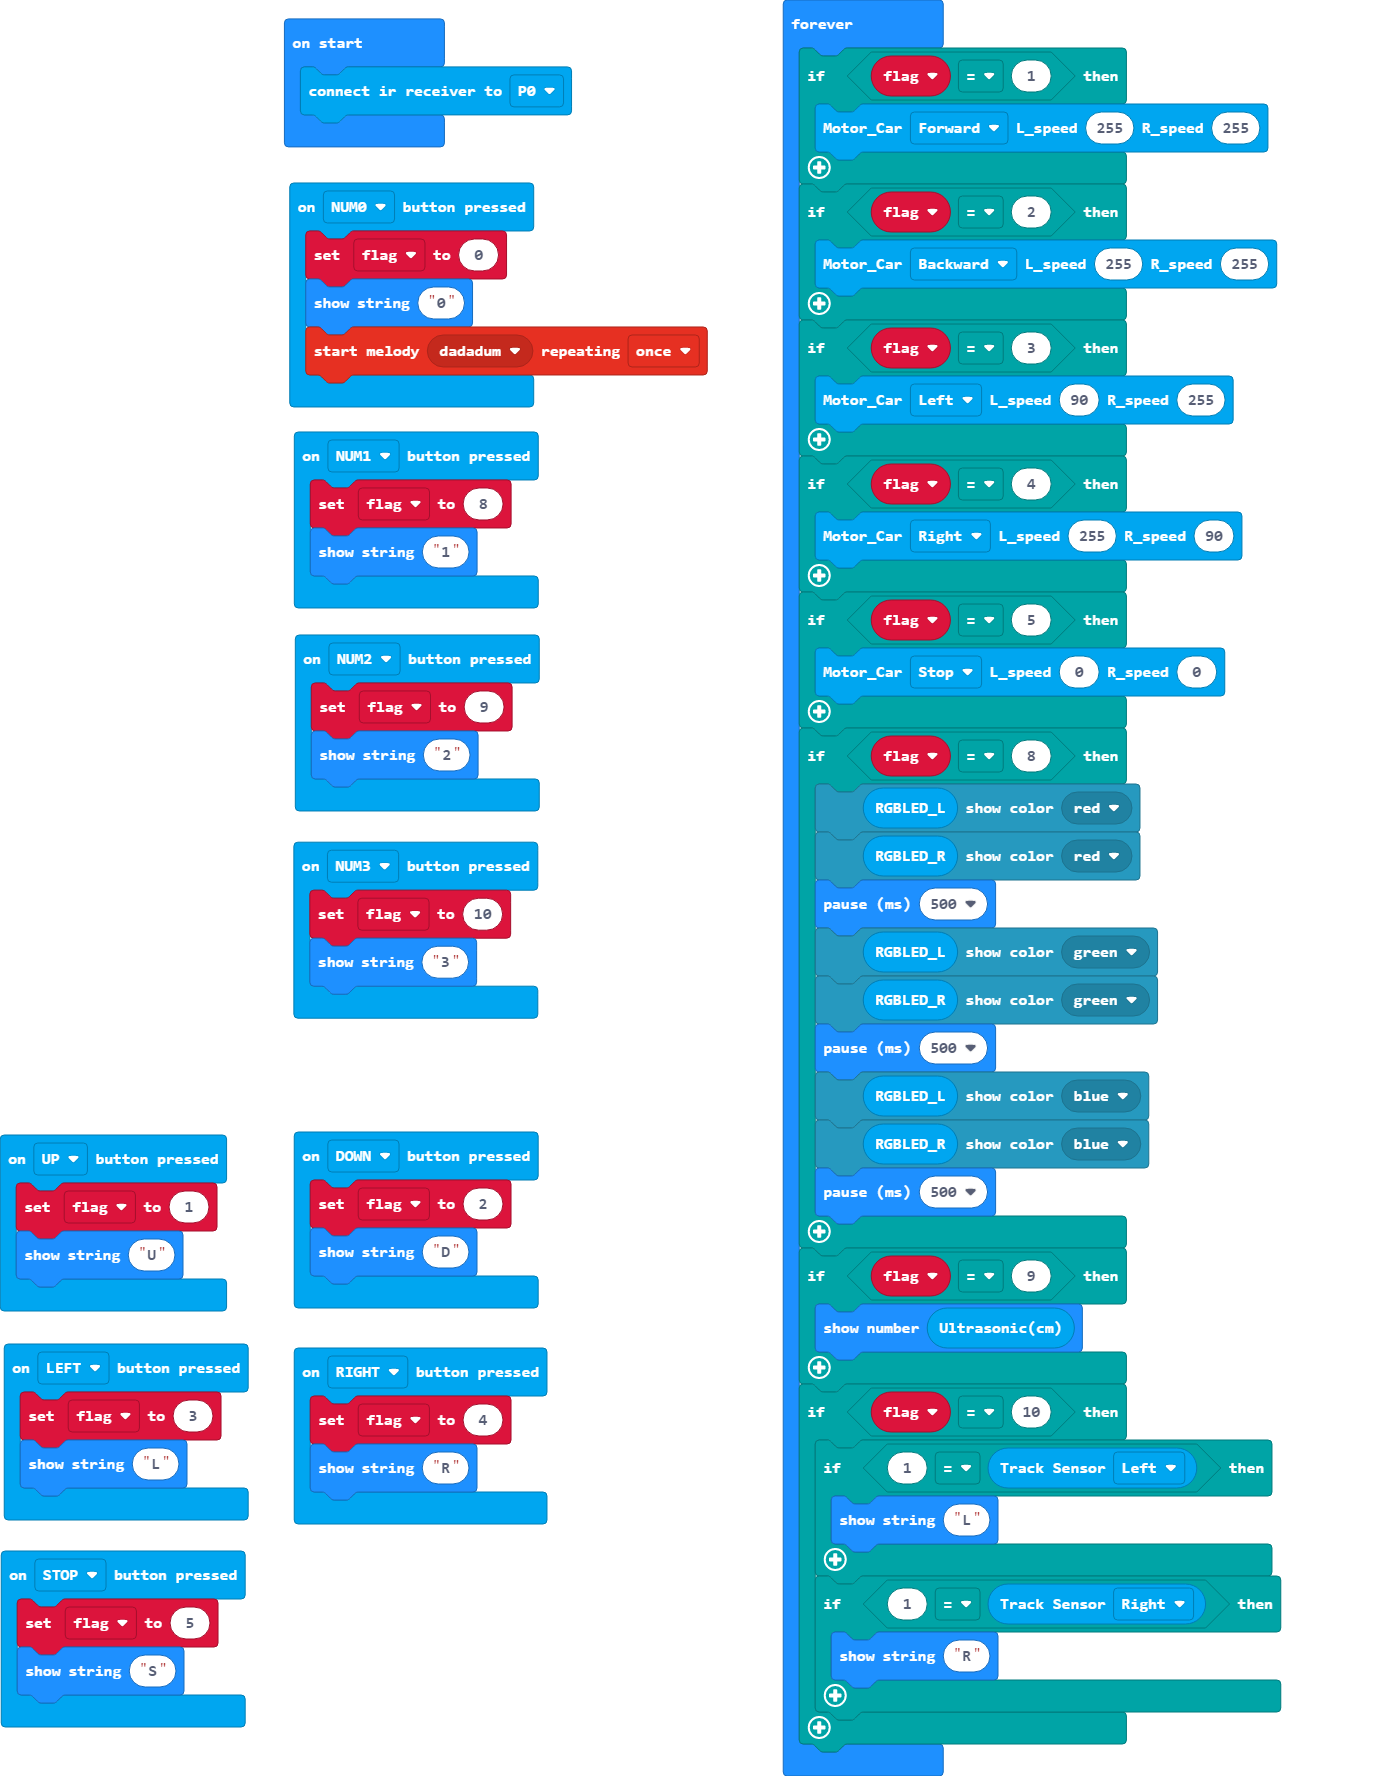 on start
connect ir receiver to P0
on NUM0 button pressed
set flag to 0
show string "0"
start melody dadadum repeating once
on NUM1 button pressed
set flag to 8
show string "1"
on NUM2 button pressed
set flag to 9
show string "2"
on NUM3 button pressed
set flag to 10
show string "3"
on UP button pressed
set flag to 1
show string "U"
on DOWN button pressed
set flag to 2
show string "D"
on LEFT button pressed
set flag to 3
show string "L"
on RIGHT button pressed
set flag to 4
show string "R"
on STOP button pressed
set flag to 5
show string "S"
forever
if flag = 1 then
Motor_Car Forward L_speed 255 R_speed 255
if flag = 2 then
Motor_Car Backward L_speed 255 R_speed 255
if flag = 3 then
Motor_Car Left L_speed 90 R_speed 255
if flag = 4 then
Motor_Car Right L_speed 255 R_speed 90
if flag = 5 then
Motor_Car Stop L_speed 0 R_speed 0
if flag = 8 then
RGBLED_L show color red
RGBLED_R show color red
pause (ms) 500
RGBLED_L show color green
RGBLED_R show color green
pause (ms) 500
RGBLED_L show color blue
RGBLED_R show color blue
pause (ms) 500
if flag = 9 then
show number Ultrasonic(cm)
if flag = 10 then
if 1 = Track Sensor Left then
show string "L"
if 1 = Track Sensor Right then
show string "R"